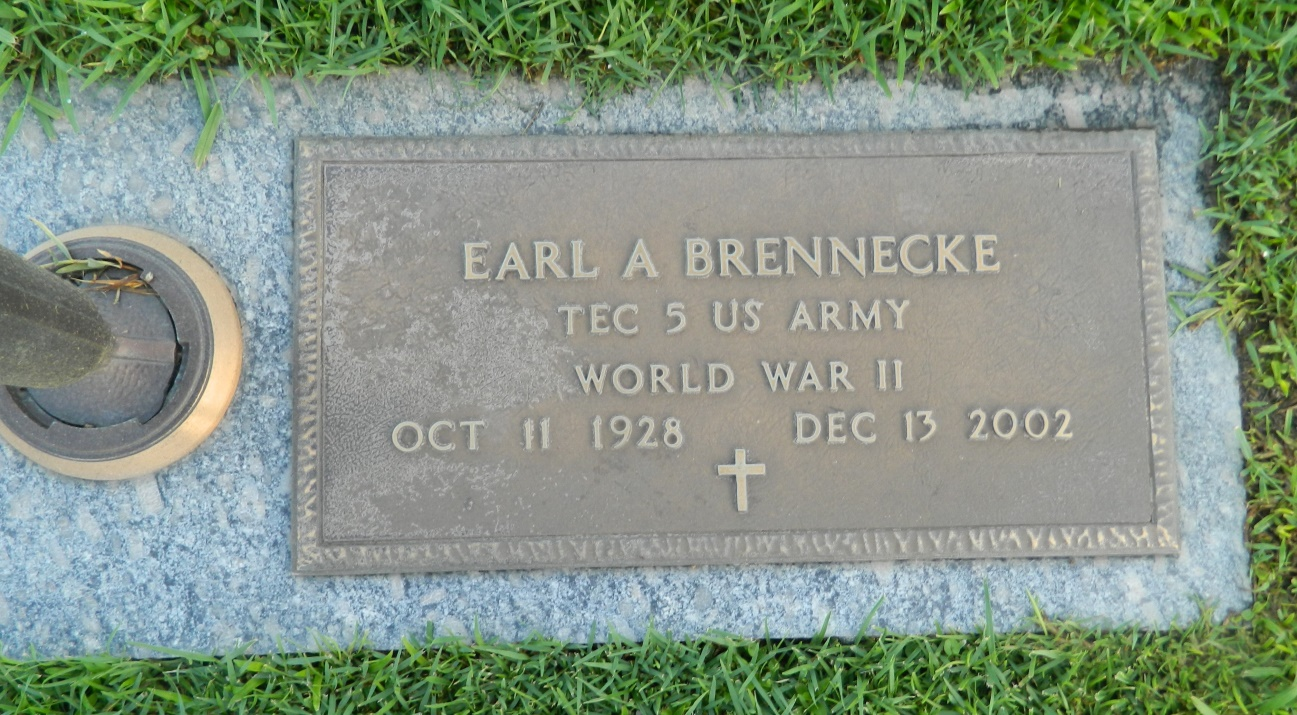 EARL A BRENNECKE
TEC 5 US ARMY
WORLD WAR II
OCT 11 1928 DEC 13 2002